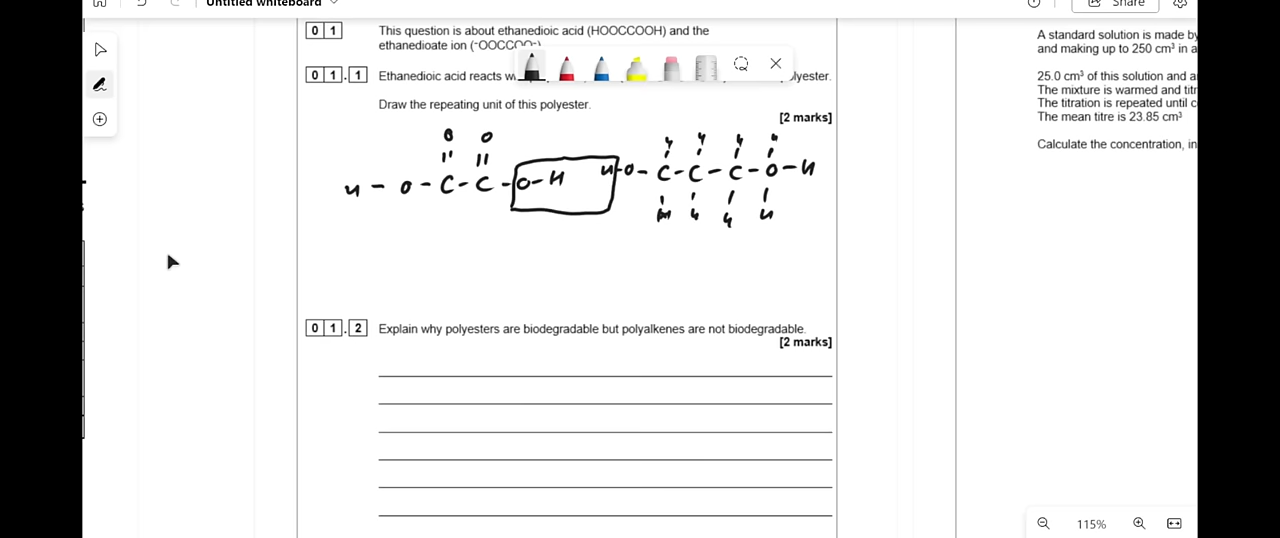 Untitled whiteboard
Share
0 1 This question is about ethanedioic acid (HOOCCOOH) and the
ethanedioate ion (⁻OOCCOO⁻)
0 1 . 1 Ethanedioic acid reacts
Draw the repeating unit of this polyester.
[2 marks]
O O
H - O - C - C - O - H
H H H H
H O - C - C - C - O - H
H H H H
0 1 . 2 Explain why polyesters are biodegradable but polyalkenes are not biodegradable.
[2 marks]
A standard solution is made by
and making up to 250 cm³ in a
25.0 cm³ of this solution and a
The mixture is warmed and titr
The titration is repeated until c
The mean titre is 23.85 cm³
Calculate the concentration, in
115%